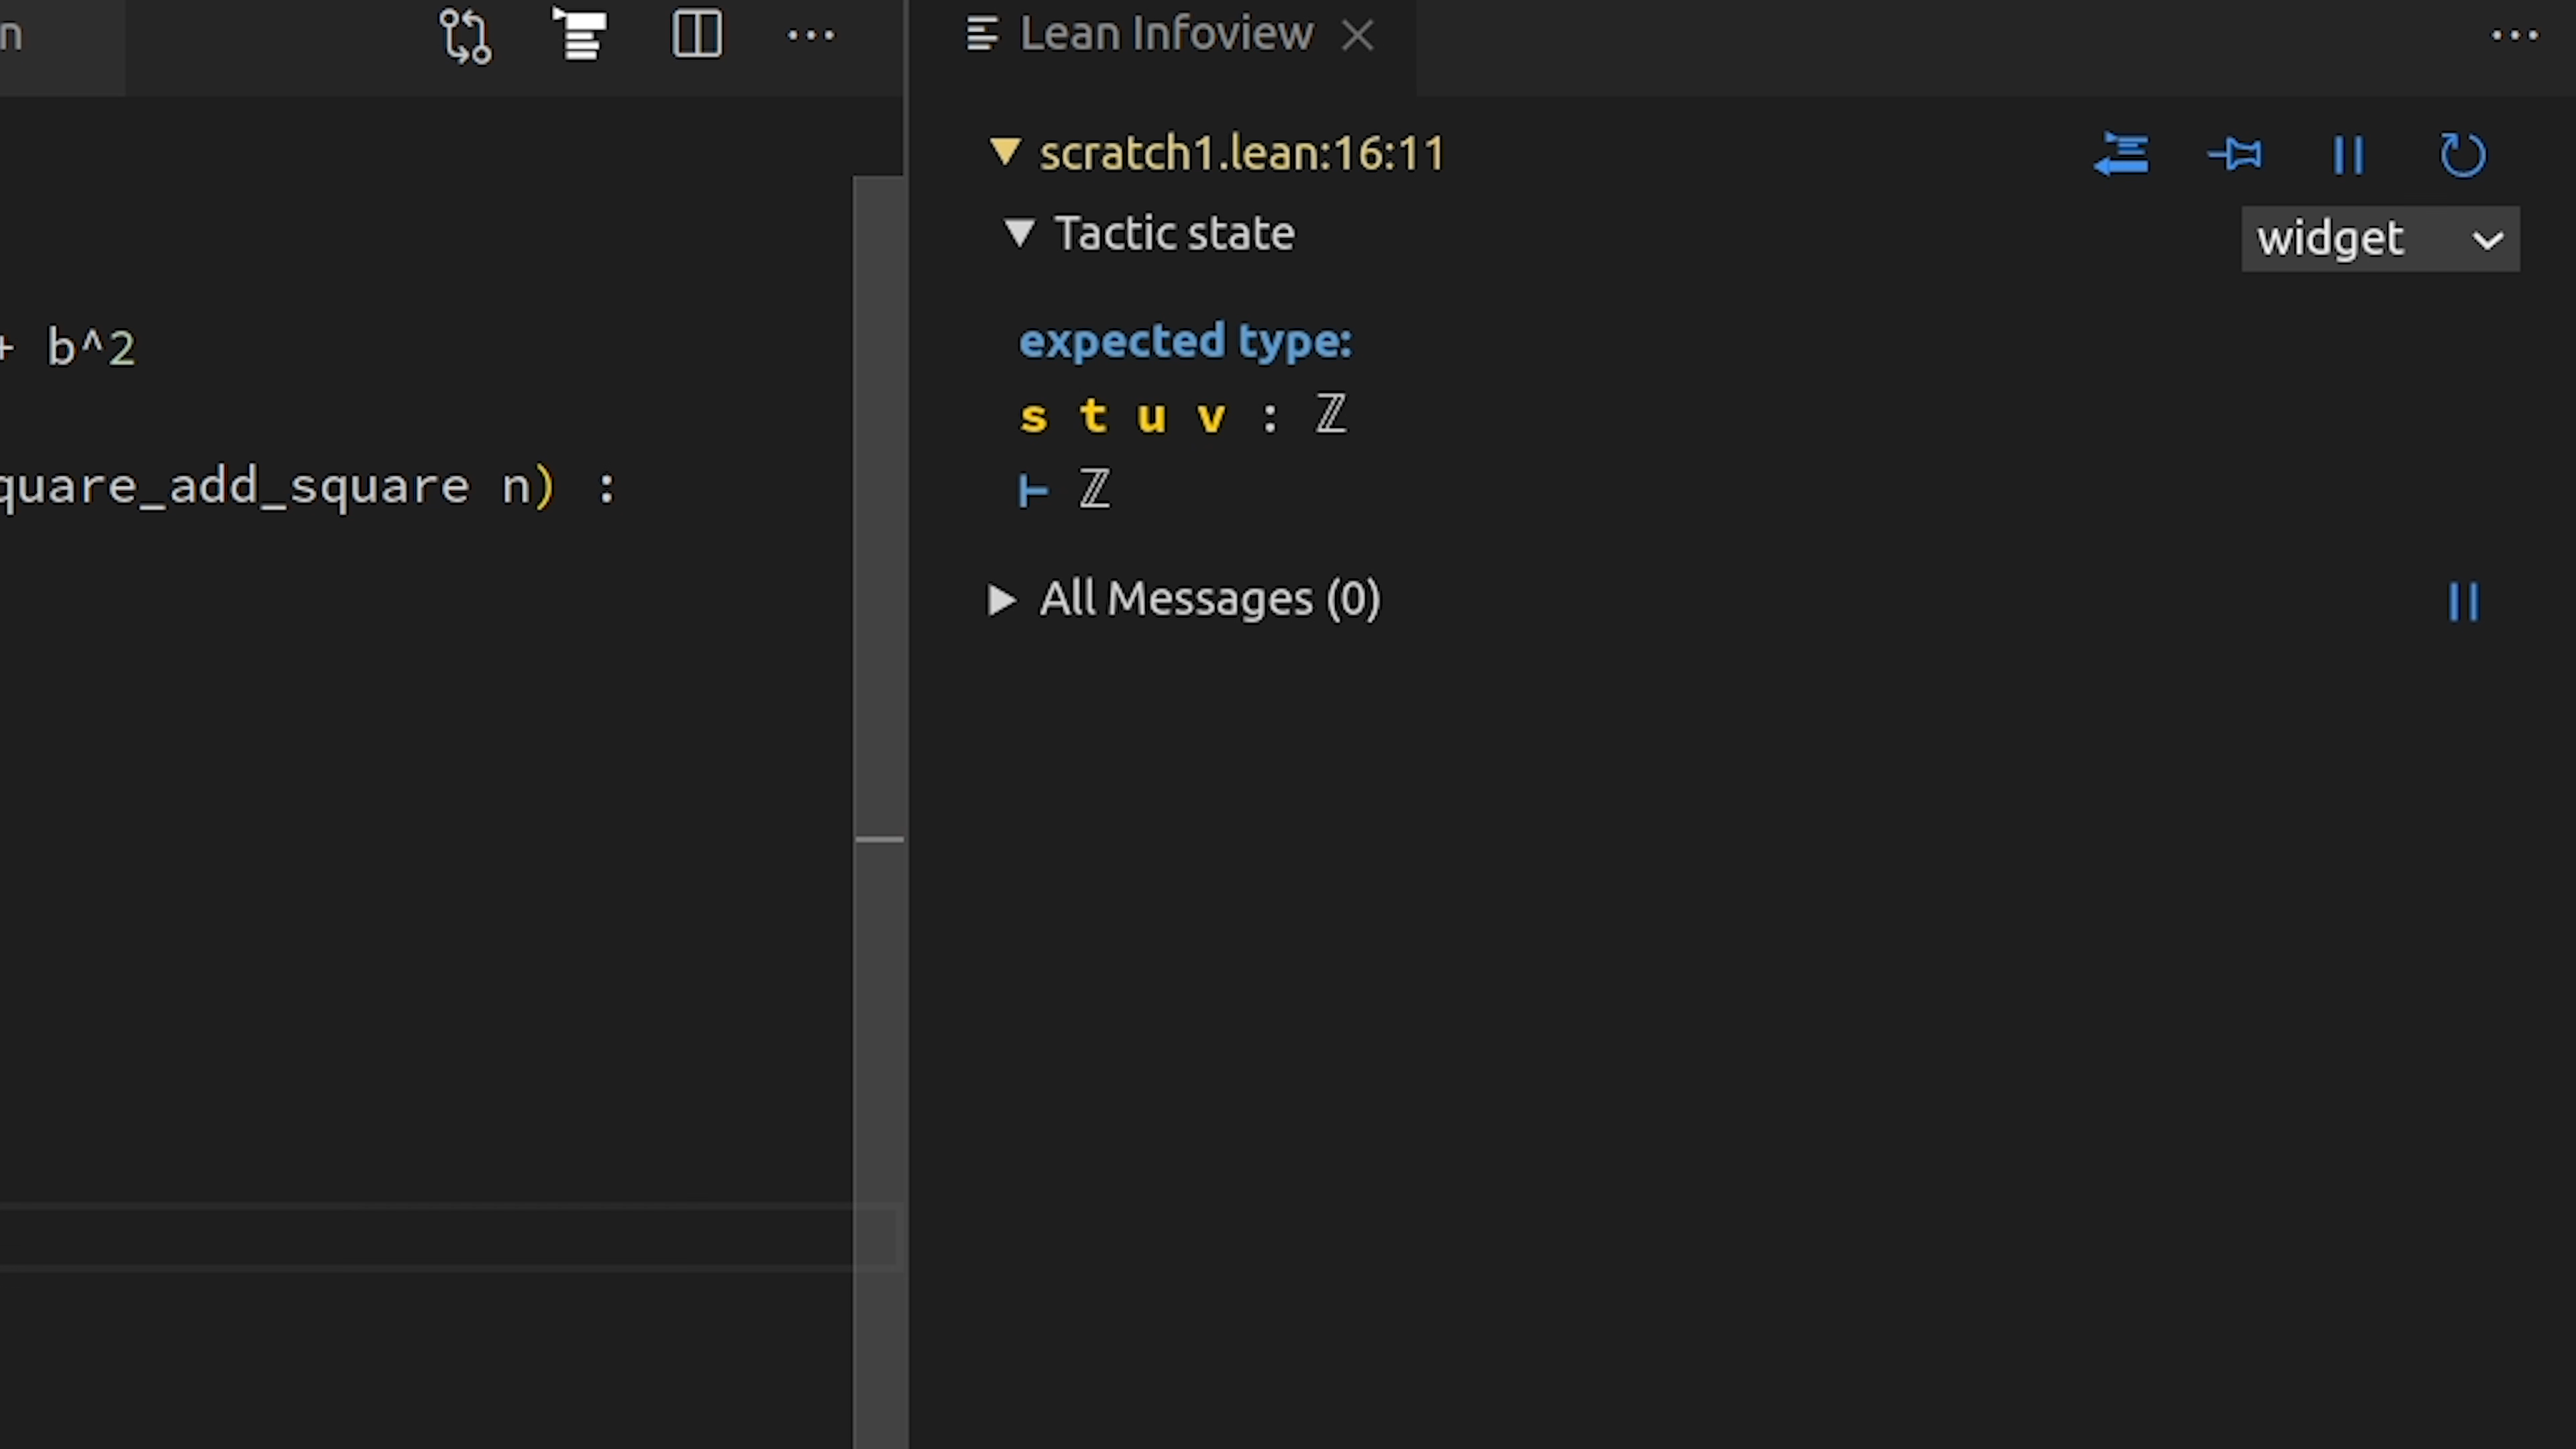 n
Lean Infoview
scratch1.lean:16:11
Tactic state
widget
expected type:
+ b^2
s t u v : ℤ
quare_add_square n) :
⊢ ℤ
All Messages (0)